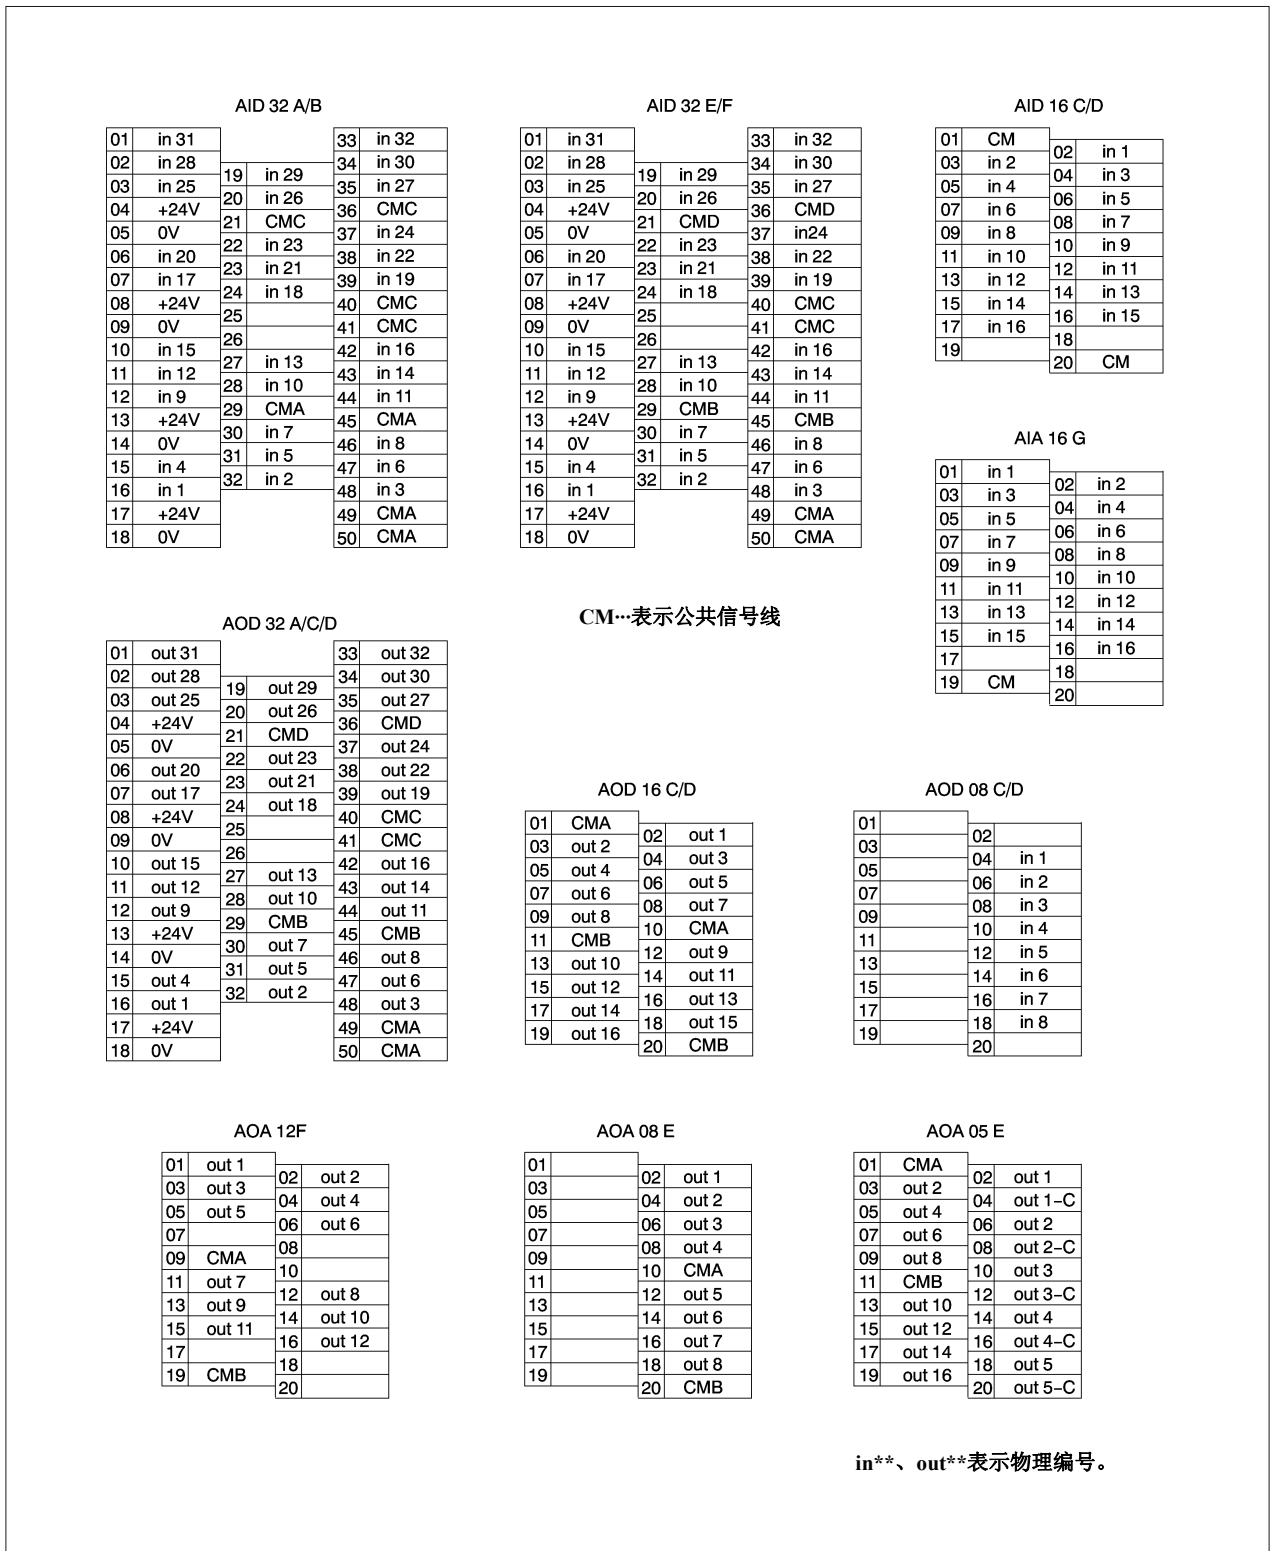 AID 32 A/B
01 in 31
02 in 28
03 in 25
04 +24V
05 0V
06 in 20
07 in 17
08 +24V
09 0V
10 in 15
11 in 12
12 in 9
13 +24V
14 0V
15 in 4
16 in 1
17 +24V
18 0V
19 in 29
20 in 26
21 CMC
22 in 23
23 in 21
24 in 18
25
26
27 in 13
28 in 10
29 CMA
30 in 7
31 in 5
32 in 2
33 in 32
34 in 30
35 in 27
36 CMC
37 in 24
38 in 22
39 in 19
40 CMC
41 CMC
42 in 16
43 in 14
44 in 11
45 CMA
46 in 8
47 in 6
48 in 3
49 CMA
50 CMA
AID 32 E/F
01 in 31
02 in 28
03 in 25
04 +24V
05 0V
06 in 20
07 in 17
08 +24V
09 0V
10 in 15
11 in 12
12 in 9
13 +24V
14 0V
15 in 4
16 in 1
17 +24V
18 0V
19 in 29
20 in 26
21 CMD
22 in 23
23 in 21
24 in 18
25
26
27 in 13
28 in 10
29 CMB
30 in 7
31 in 5
32 in 2
33 in 32
34 in 30
35 in 27
36 CMD
37 in24
38 in 22
39 in 19
40 CMC
41 CMC
42 in 16
43 in 14
44 in 11
45 CMB
46 in 8
47 in 6
48 in 3
49 CMA
50 CMA
AID 16 C/D
01 CM
03 in 2
05 in 4
07 in 6
09 in 8
11 in 10
13 in 12
15 in 14
17 in 16
19
02 in 1
04 in 3
06 in 5
08 in 7
10 in 9
12 in 11
14 in 13
16 in 15
18
20 CM
AIA 16 G
01 in 1
03 in 3
05 in 5
07 in 7
09 in 9
11 in 11
13 in 13
15 in 15
17
19 CM
02 in 2
04 in 4
06 in 6
08 in 8
10 in 10
12 in 12
14 in 14
16 in 16
18
20
CM···表示公共信号线
AOD 32 A/C/D
01 out 31
02 out 28
03 out 25
04 +24V
05 0V
06 out 20
07 out 17
08 +24V
09 0V
10 out 15
11 out 12
12 out 9
13 +24V
14 0V
15 out 4
16 out 1
17 +24V
18 0V
19 out 29
20 out 26
21 CMD
22 out 23
23 out 21
24 out 18
25
26
27 out 13
28 out 10
29 CMB
30 out 7
31 out 5
32 out 2
33 out 32
34 out 30
35 out 27
36 CMD
37 out 24
38 out 22
39 out 19
40 CMC
41 CMC
42 out 16
43 out 14
44 out 11
45 CMB
46 out 8
47 out 6
48 out 3
49 CMA
50 CMA
AOD 16 C/D
01 CMA
03 out 2
05 out 4
07 out 6
09 out 8
11 CMB
13 out 10
15 out 12
17 out 14
19 out 16
02 out 1
04 out 3
06 out 5
08 out 7
10 CMA
12 out 9
14 out 11
16 out 13
18 out 15
20 CMB
AOD 08 C/D
01
03
05
07
09
11
13
15
17
19
02
04 in 1
06 in 2
08 in 3
10 in 4
12 in 5
14 in 6
16 in 7
18 in 8
20
AOA 12F
01 out 1
03 out 3
05 out 5
07
09 CMA
11 out 7
13 out 9
15 out 11
17
19 CMB
02 out 2
04 out 4
06 out 6
08
10
12 out 8
14 out 10
16 out 12
18
20
AOA 08 E
01
03
05
07
09
11
13
15
17
19
02 out 1
04 out 2
06 out 3
08 out 4
10 CMA
12 out 5
14 out 6
16 out 7
18 out 8
20 CMB
AOA 05 E
01 CMA
03 out 2
05 out 4
07 out 6
09 out 8
11 CMB
13 out 10
15 out 12
17 out 14
19 out 16
02 out 1
04 out 1–C
06 out 2
08 out 2–C
10 out 3
12 out 3–C
14 out 4
16 out 4–C
18 out 5
20 out 5–C
in**、out**表示物理编号。